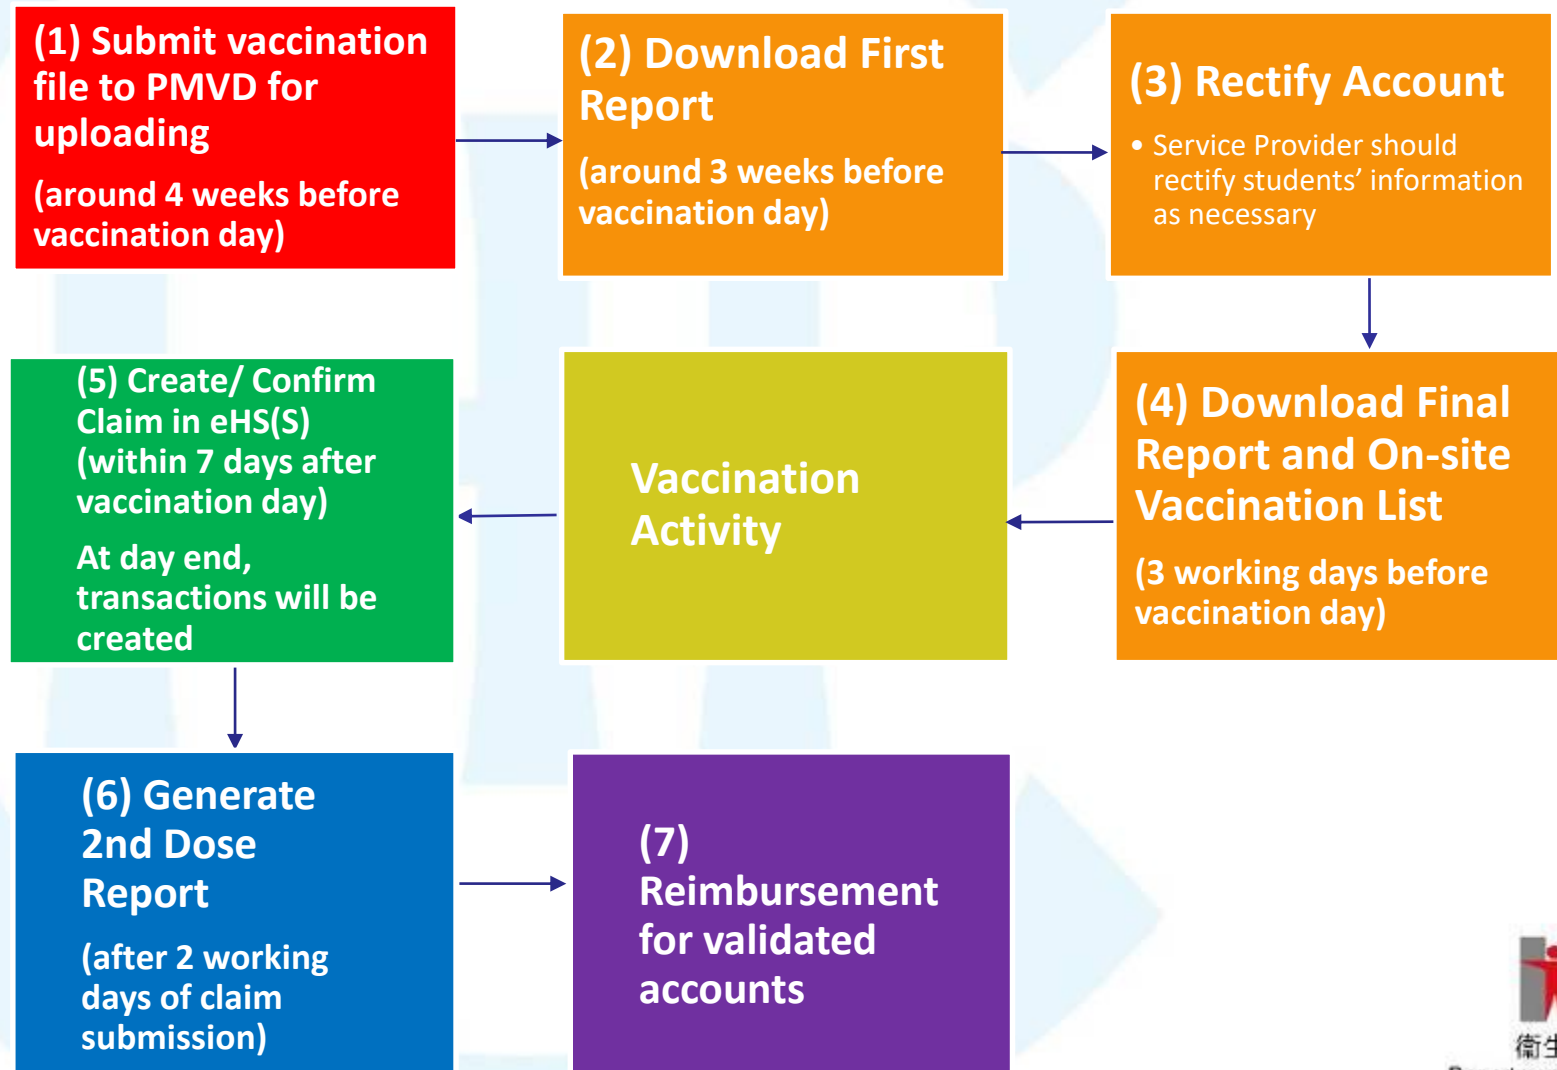 (1) Submit vaccination
file to PMVD for
uploading
(around 4 weeks before
vaccination day)
(2) Download First
Report
(around 3 weeks before
vaccination day)
(3) Rectify Account
• Service Provider should
rectify students’ information
as necessary
(4) Download Final
Report and On-site
Vaccination List
(3 working days before
vaccination day)
Vaccination
Activity
(5) Create/ Confirm
Claim in eHS(S)
(within 7 days after
vaccination day)
At day end,
transactions will be
created
(6) Generate
2nd Dose
Report
(after 2 working
days of claim
submission)
(7)
Reimbursement
for validated
accounts
衞生